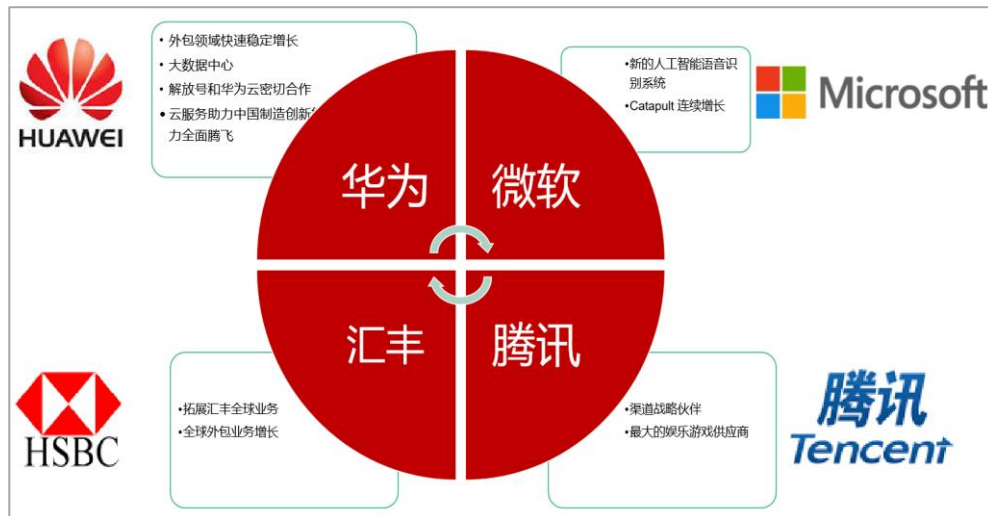 HUAWEI
• 外包领域快速稳定增长
• 大数据中心
• 解放号和华为云密切合作
• 云服务助力中国制造创新
力全面腾飞
华为
•新的人工智能语音识
别系统
•Catapult 连续增长
Microsoft
微软
汇丰
HSBC
•拓展汇丰全球业务
•全球外包业务增长
腾讯
•渠道战略伙伴
•最大的娱乐游戏供应商
腾讯
Tencent